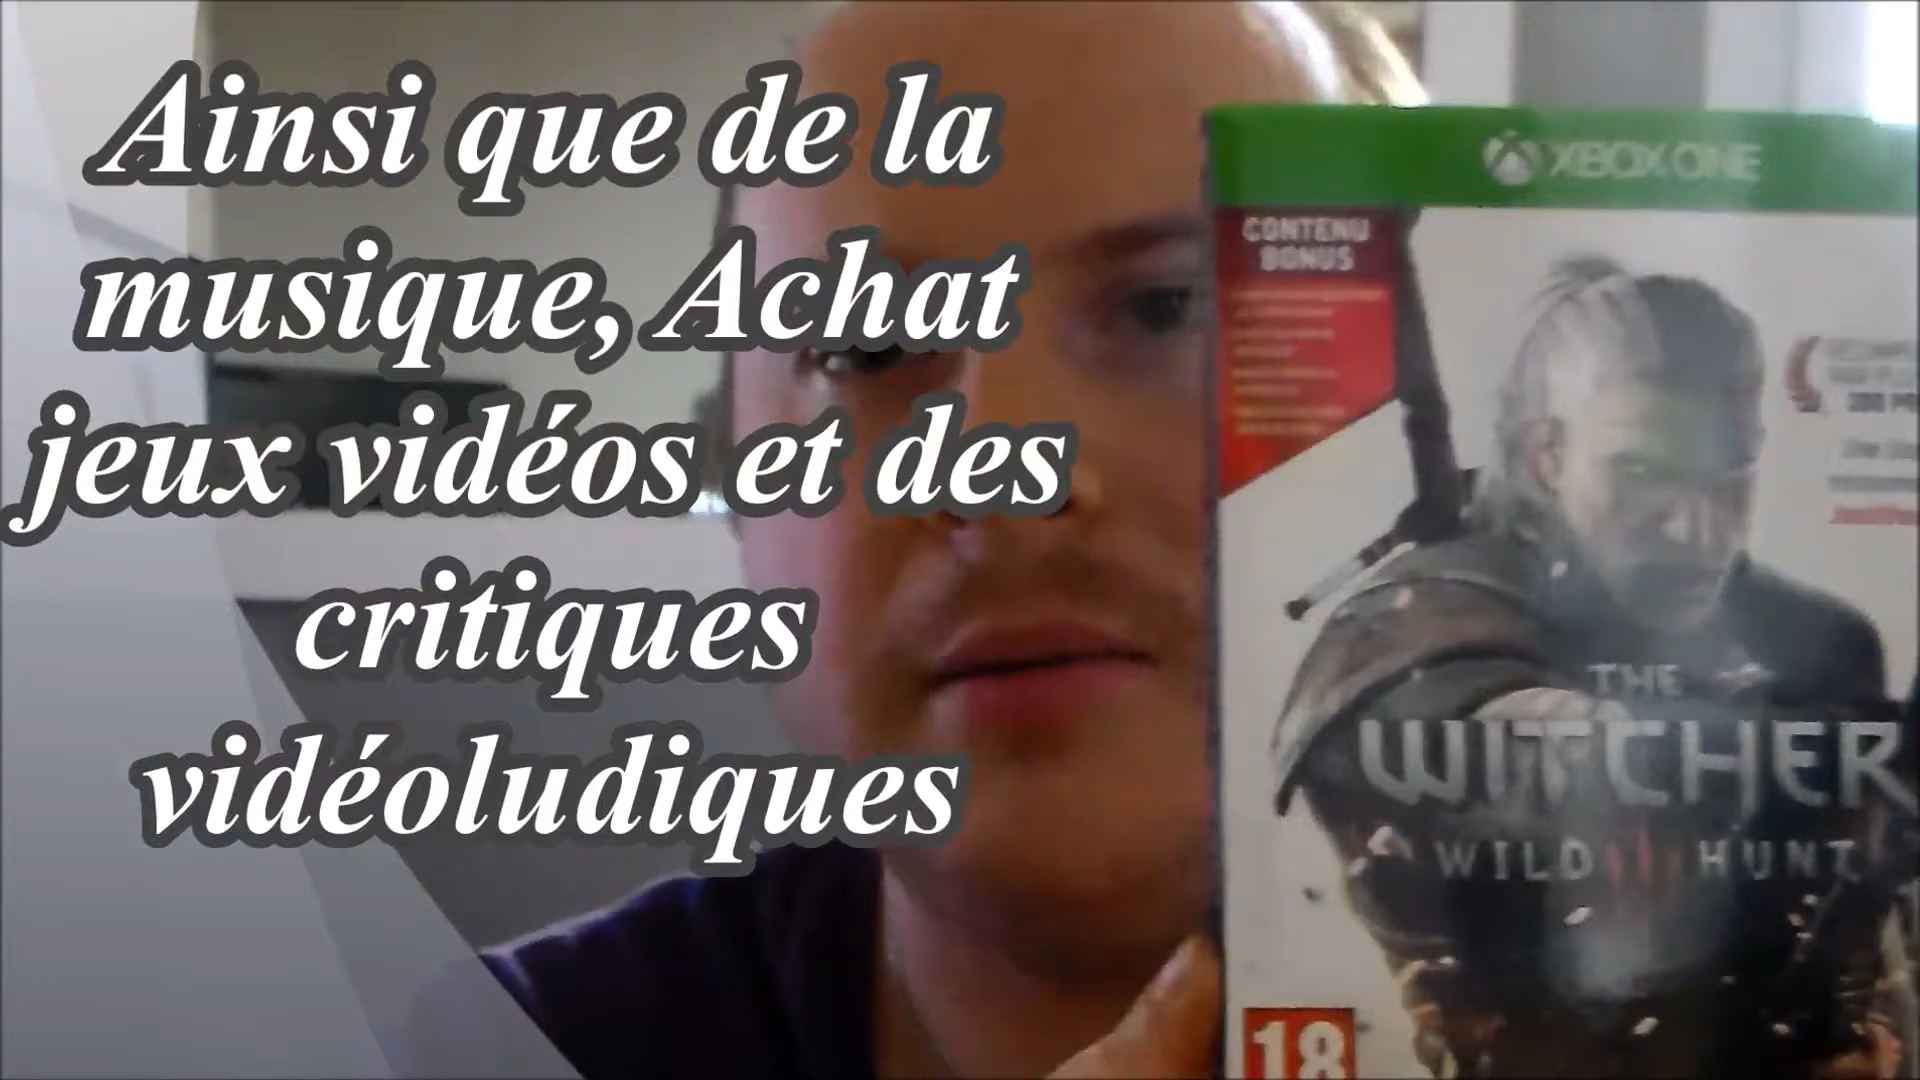 Ainsi que de la
musique, Achat
jeux vidéos et des
critiques
vidéoludiques
XBOX ONE
CONTENU
BONUS
THE
WITCHER
WILD HUNT
18